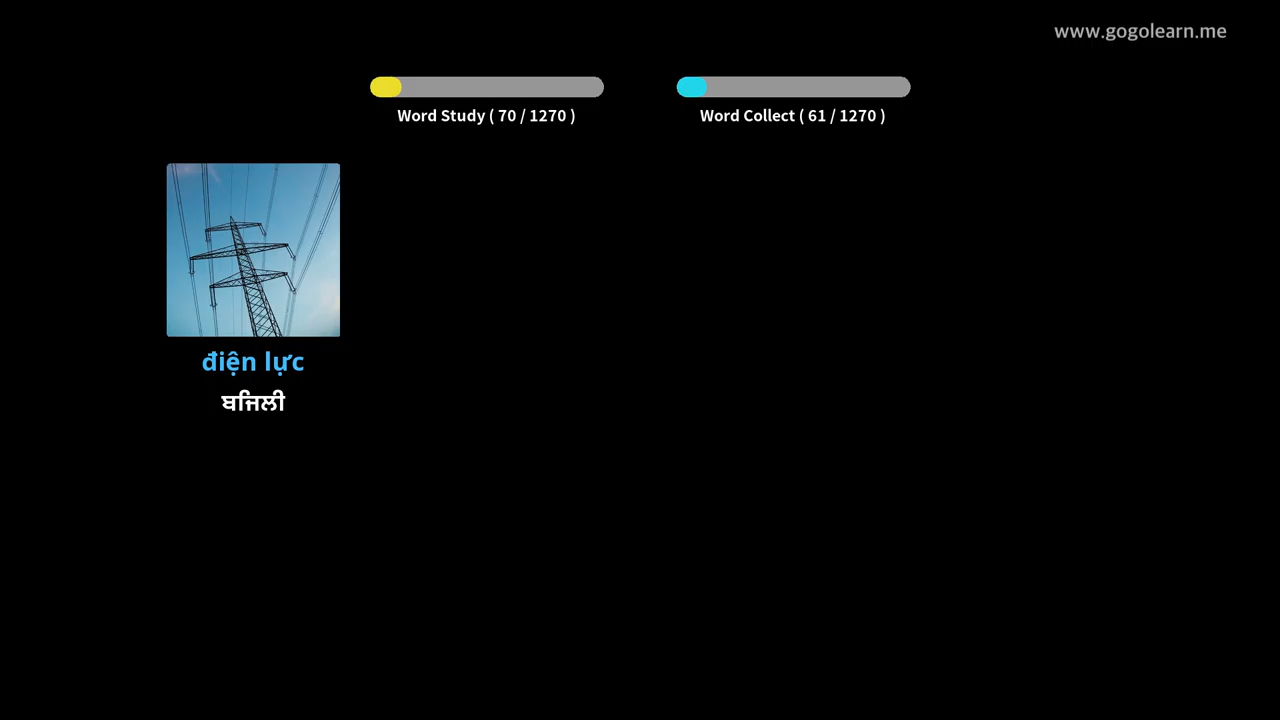 www.gogolearn.me
Word Study ( 70 / 1270 )
Word Collect ( 61 / 1270 )
điện lực
ਬਜਿਲੀ